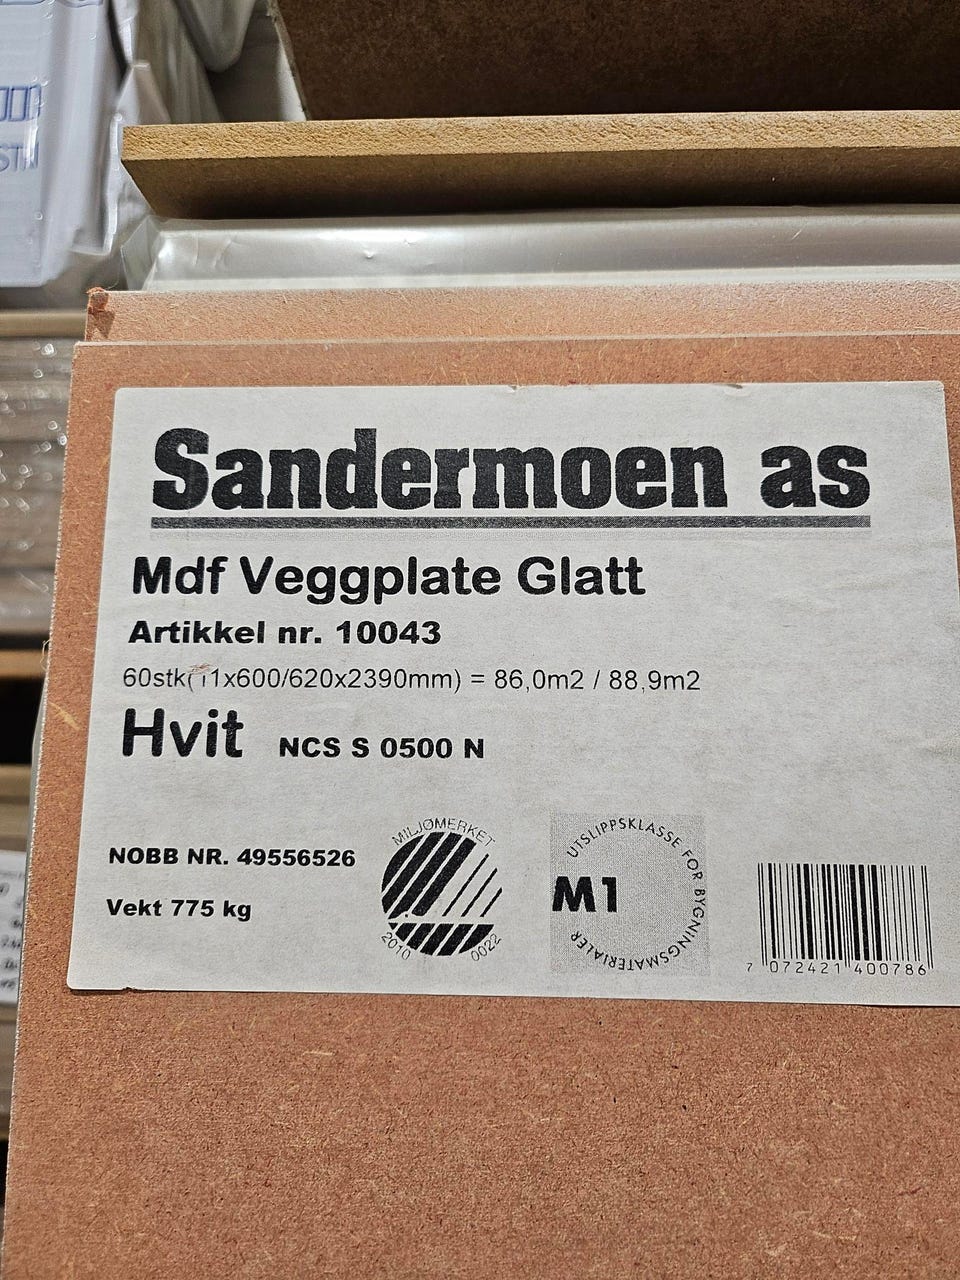 Sandermoen as
Mdf Veggplate Glatt
Artikkel nr. 10043
60stk(11x600/620x2390mm) = 86,0m2 / 88,9m2
Hvit NCS S 0500 N
NOBB NR. 49556526
Vekt 775 kg
MILJØMERKET
2010 0022
UTSLIPPSKLASSE FOR BYGNINGSMATERIALER
M1
7 072421 400786